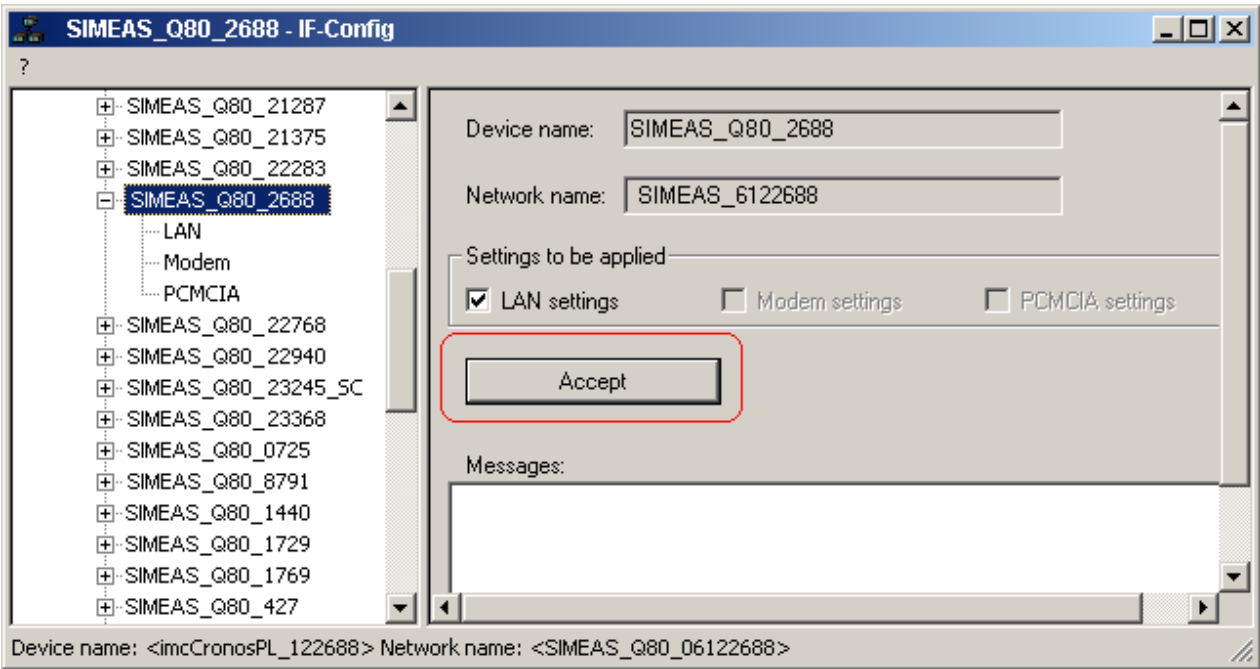 SIMEAS_Q80_2688 - IF-Config
?
SIMEAS_Q80_21287
SIMEAS_Q80_21375
SIMEAS_Q80_22283
SIMEAS_Q80_2688
LAN
Modem
PCMCIA
SIMEAS_Q80_22768
SIMEAS_Q80_22940
SIMEAS_Q80_23245_SC
SIMEAS_Q80_23368
SIMEAS_Q80_0725
SIMEAS_Q80_8791
SIMEAS_Q80_1440
SIMEAS_Q80_1729
SIMEAS_Q80_1769
SIMEAS_Q80_427
Device name: SIMEAS_Q80_2688
Network name: SIMEAS_6122688
Settings to be applied
LAN settings Modem settings PCMCIA settings
Accept
Messages:
Device name: <imcCronosPL_122688> Network name: <SIMEAS_Q80_06122688>